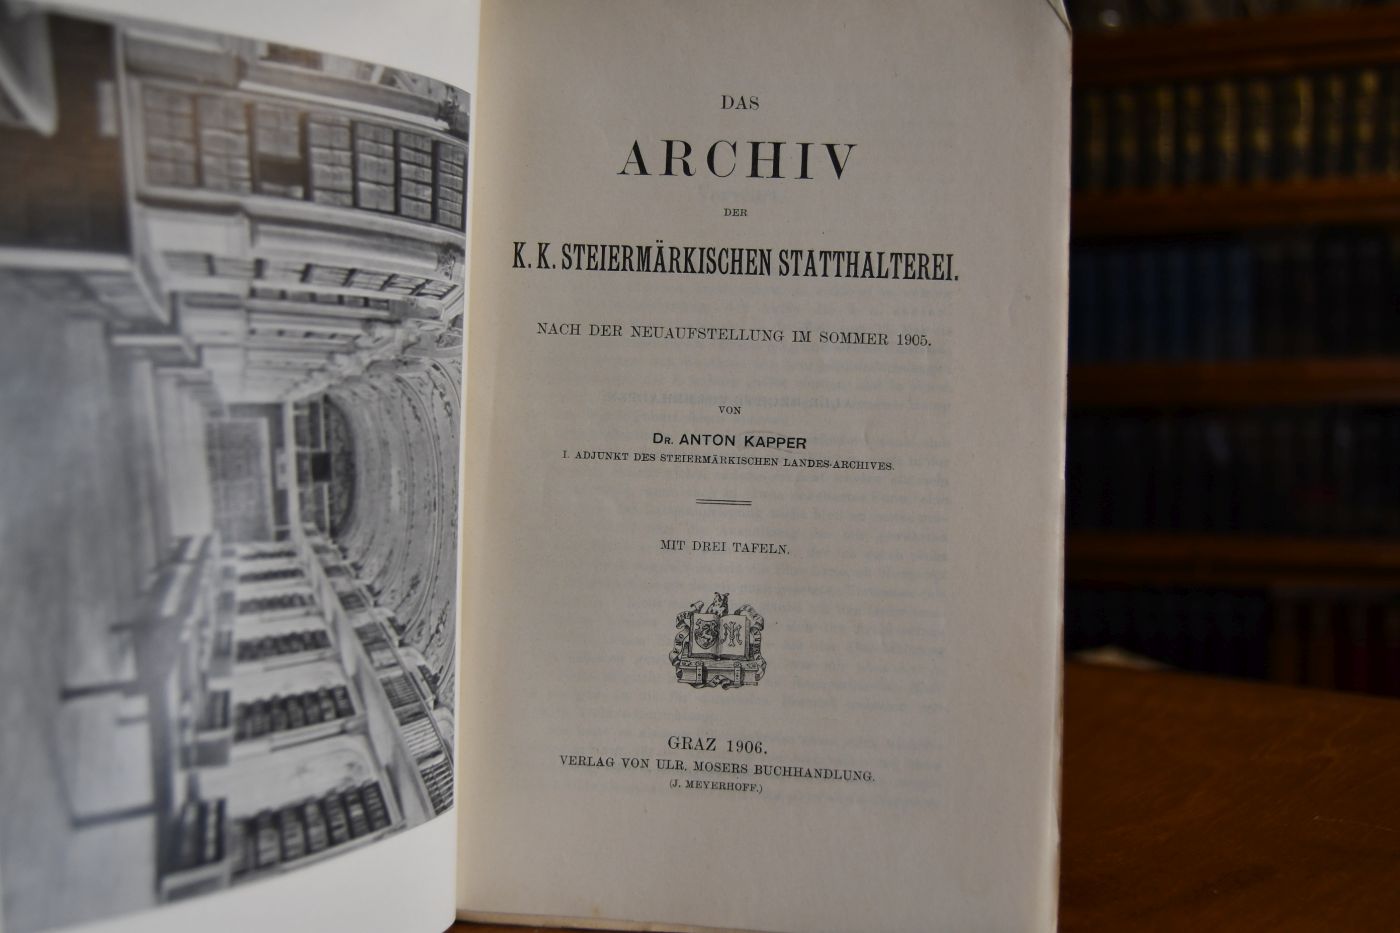 DAS
ARCHIV
DER
K. K. STEIERMÄRKISCHEN STATTHALTEREI.
NACH DER NEUAUFSTELLUNG IM SOMMER 1905.
VON
DR. ANTON KAPPER
I. ADJUNKT DES STEIERMÄRKISCHEN LANDES-ARCHIVES.
MIT DREI TAFELN.
GRAZ 1906.
VERLAG VON ULR. MOSERS BUCHHANDLUNG.
(J. MEYERHOFF.)